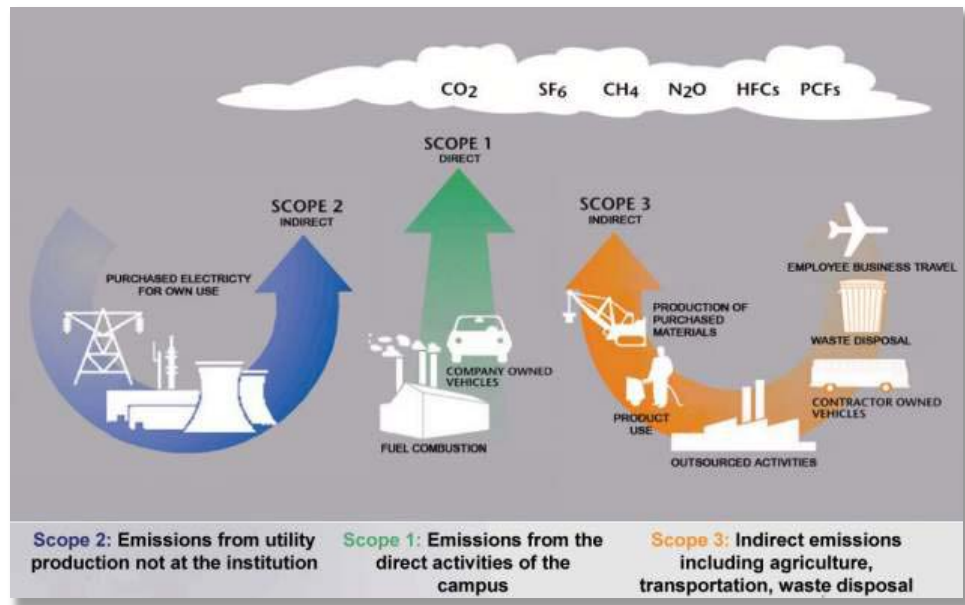 CO2 SF6 CH4 N2O HFCs PCFs
SCOPE 1
DIRECT
SCOPE 2
INDIRECT
SCOPE 3
INDIRECT
PURCHASED ELECTRICTY
FOR OWN USE
COMPANY OWNED
VEHICLES
FUEL COMBUSTION
PRODUCTION OF
PURCHASED
MATERIALS
PRODUCT
USE
OUTSOURCED ACTIVITIES
EMPLOYEE BUSINESS TRAVEL
WASTE DISPOSAL
CONTRACTOR OWNED
VEHICLES
Scope 2: Emissions from utility
production not at the institution
Scope 1: Emissions from the
direct activities of the
campus
Scope 3: Indirect emissions
including agriculture,
transportation, waste disposal